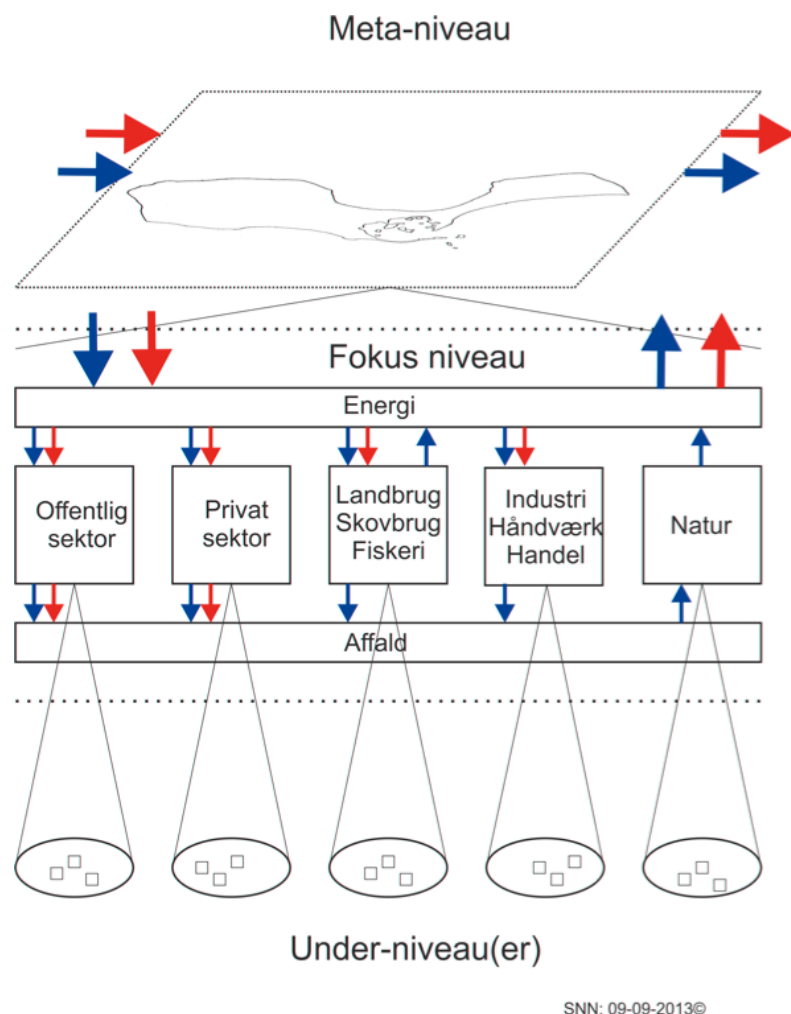 Meta-niveau
Fokus niveau
Energi
Offentlig
sektor
Privat
sektor
Landbrug
Skovbrug
Fiskeri
Industri
Håndværk
Handel
Natur
Affald
Under-niveau(er)
SNN: 09-09-2013©